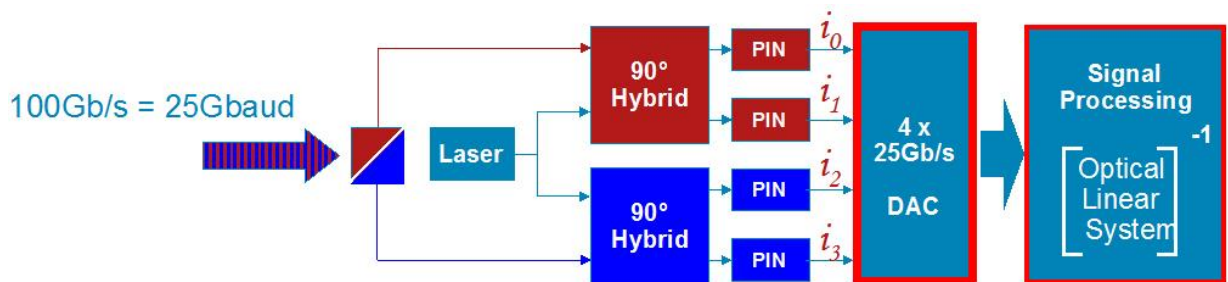 100Gb/s = 25Gbaud
Laser
90°
Hybrid
90°
Hybrid
PIN
PIN
PIN
PIN
i0
i1
i2
i3
4 x
25Gb/s
DAC
Signal
Processing
-1
Optical
Linear
System